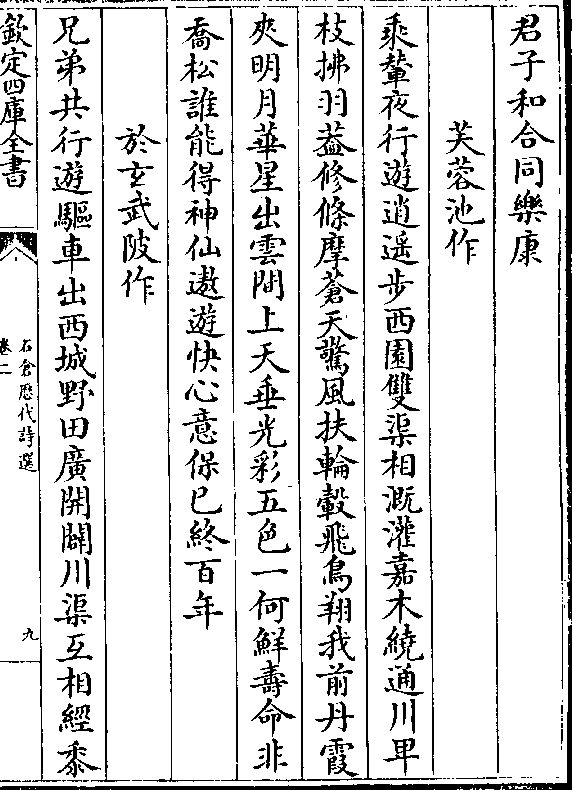 君子和合同樂康
芙蓉池作
乘輦夜行遊逍遥步西園雙渠相溉灌嘉木繞通川卑
枝拂羽葢修條摩蒼天驚風扶輪轂飛鳥翔我前丹霞
夾明月華星出雲間上天垂光彩五色一何鮮壽命非
喬松誰能得神仙遨遊快心意保已終百年
於玄武陂作
兄弟共行遊驅車出西城野田廣開闢川渠互相經黍
欽定四庫全書
石倉歷代詩選
卷二
九